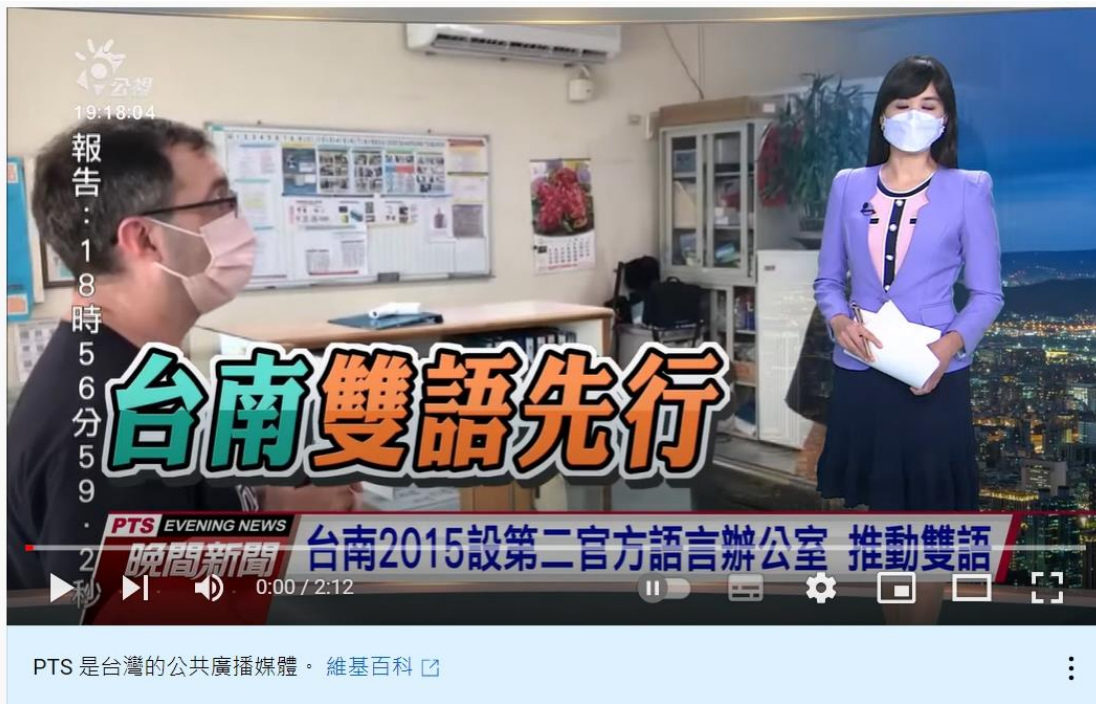 公視
19:18:04
報告:18時56分59.2秒
台南雙語先行
PTS EVENING NEWS
晚間新聞
台南2015設第二官方語言辦公室 推動雙語
0:00 / 2:12
PTS 是台灣的公共廣播媒體。 維基百科